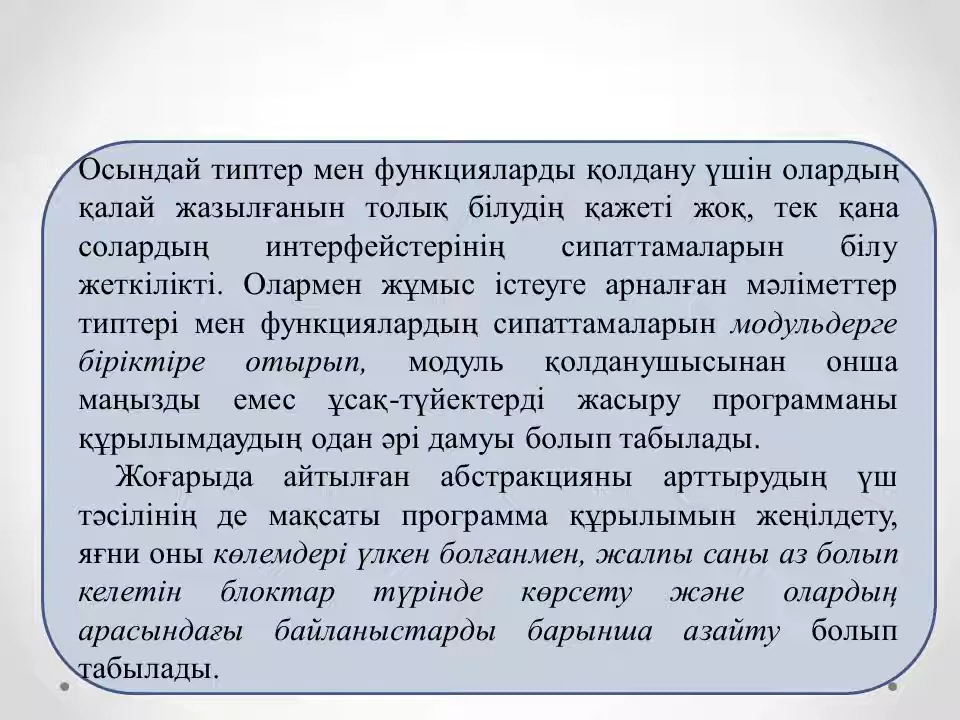 Осындай типтер мен функцияларды қолдану үшін олардың
қалай жазылғанын толық білудің қажеті жоқ, тек қана
солардың интерфейстерінің сипаттамаларын білу
жеткілікті. Олармен жұмыс істеуге арналған мәліметтер
типтері мен функциялардың сипаттамаларын модульдерге
біріктіре отырып, модуль қолданушысынан онша
маңызды емес ұсақ-түйектерді жасыру программаны
құрылымдаудың одан әрі дамуы болып табылады.
Жоғарыда айтылған абстракцияны арттырудың үш
тәсілінің де мақсаты программа құрылымын жеңілдету,
яғни оны көлемдері үлкен болғанмен, жалпы саны аз болып
келетін блоктар түрінде көрсету және олардың
арасындағы байланыстарды барынша азайту болып
табылады.